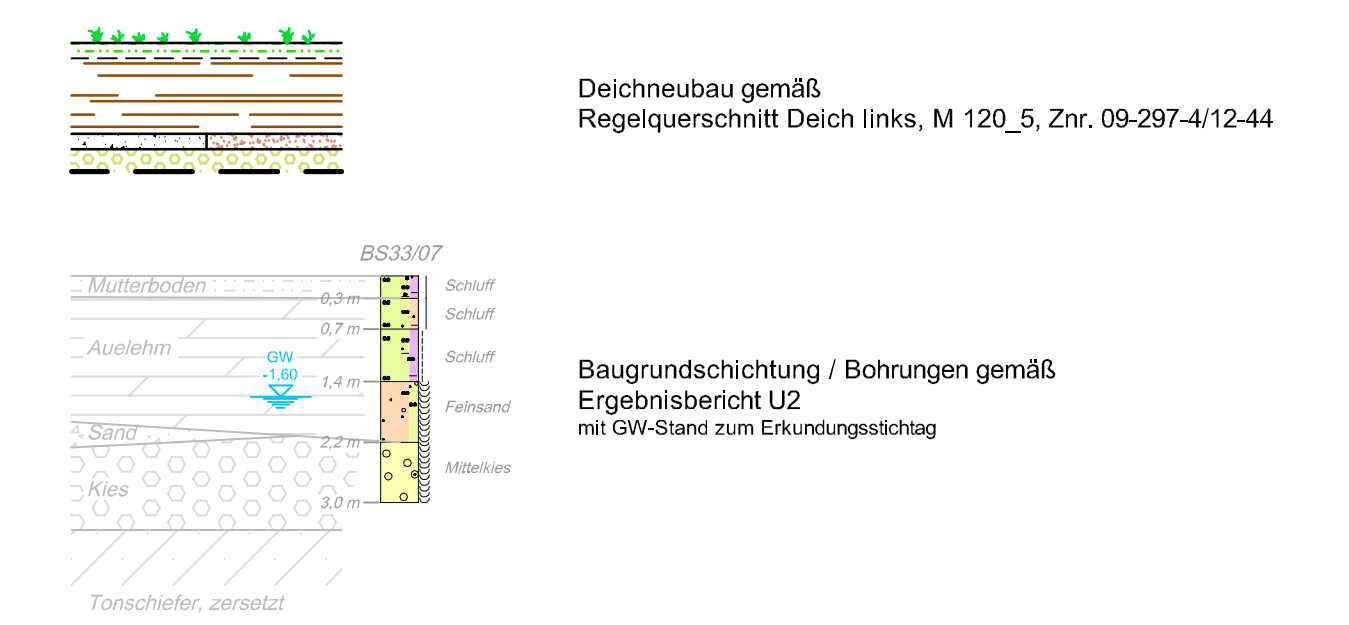 Deichneubau gemäß
Regelquerschnitt Deich links, M 120_5, Znr. 09-297-4/12-44
BS33/07
Mutterboden
Schluff
0,3 m
Schluff
0,7 m
Auelehm
Schluff
GW
-1,60
1,4 m
Feinsand
Sand
2,2 m
Mittelkies
Kies
3,0 m
Tonschiefer, zersetzt
Baugrundschichtung / Bohrungen gemäß
Ergebnisbericht U2
mit GW-Stand zum Erkundungsstichtag